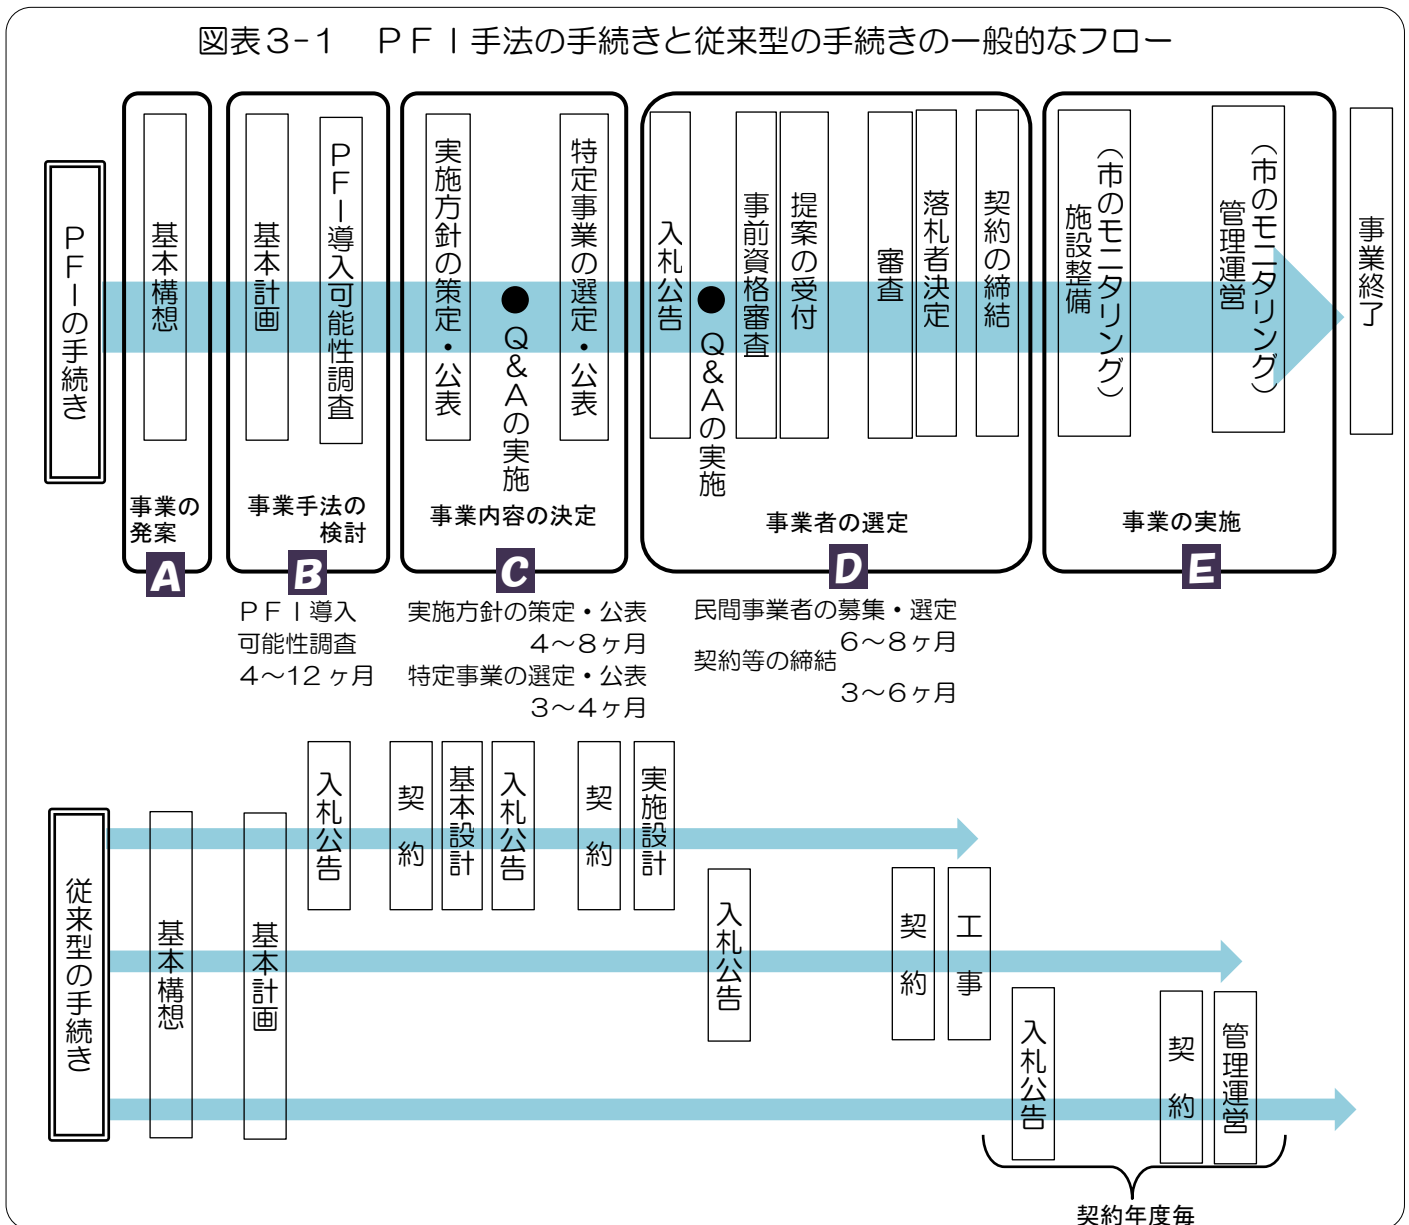 図表3-1　PFI手法の手続きと従来型の手続きの一般的なフロー
PFIの手続き
基本構想
事業の
発案
A
基本計画
PFI導入可能性調査
事業手法の
検討
B
実施方針の策定・公表
Q&Aの実施
特定事業の選定・公表
事業内容の決定
C
入札公告
Q&Aの実施
事前資格審査
提案の受付
審査
落札者決定
契約の締結
事業者の選定
D
(市のモニタリング)
施設整備
(市のモニタリング)
管理運営
事業の実施
E
事業終了
PFI導入
可能性調査
4〜12ヶ月
実施方針の策定・公表
4〜8ヶ月
特定事業の選定・公表
3〜4ヶ月
民間事業者の募集・選定
6〜8ヶ月
契約等の締結
3〜6ヶ月
従来型の手続き
基本構想
基本計画
入札公告
契約
基本設計
入札公告
契約
実施設計
入札公告
契約
工事
入札公告
契約
管理運営
契約年度毎